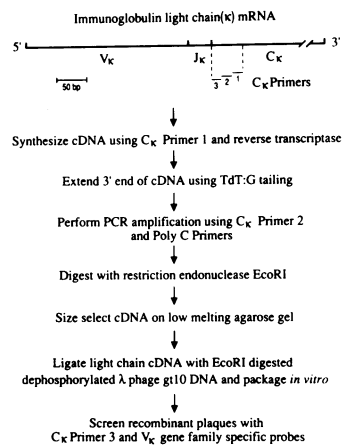 Immunoglobulin light chain(κ) mRNA
5' 3'
Vκ Jκ Cκ
50 bp 3 2 1 Cκ Primers
Synthesize cDNA using Cκ Primer 1 and reverse transcriptase
Extend 3' end of cDNA using TdT:G tailing
Perform PCR amplification using Cκ Primer 2
and Poly C Primers
Digest with restriction endonuclease EcoRI
Size select cDNA on low melting agarose gel
Ligate light chain cDNA with EcoRI digested
dephosphorylated λ phage gt10 DNA and package in vitro
Screen recombinant plaques with
Cκ Primer 3 and Vκ gene family specific probes